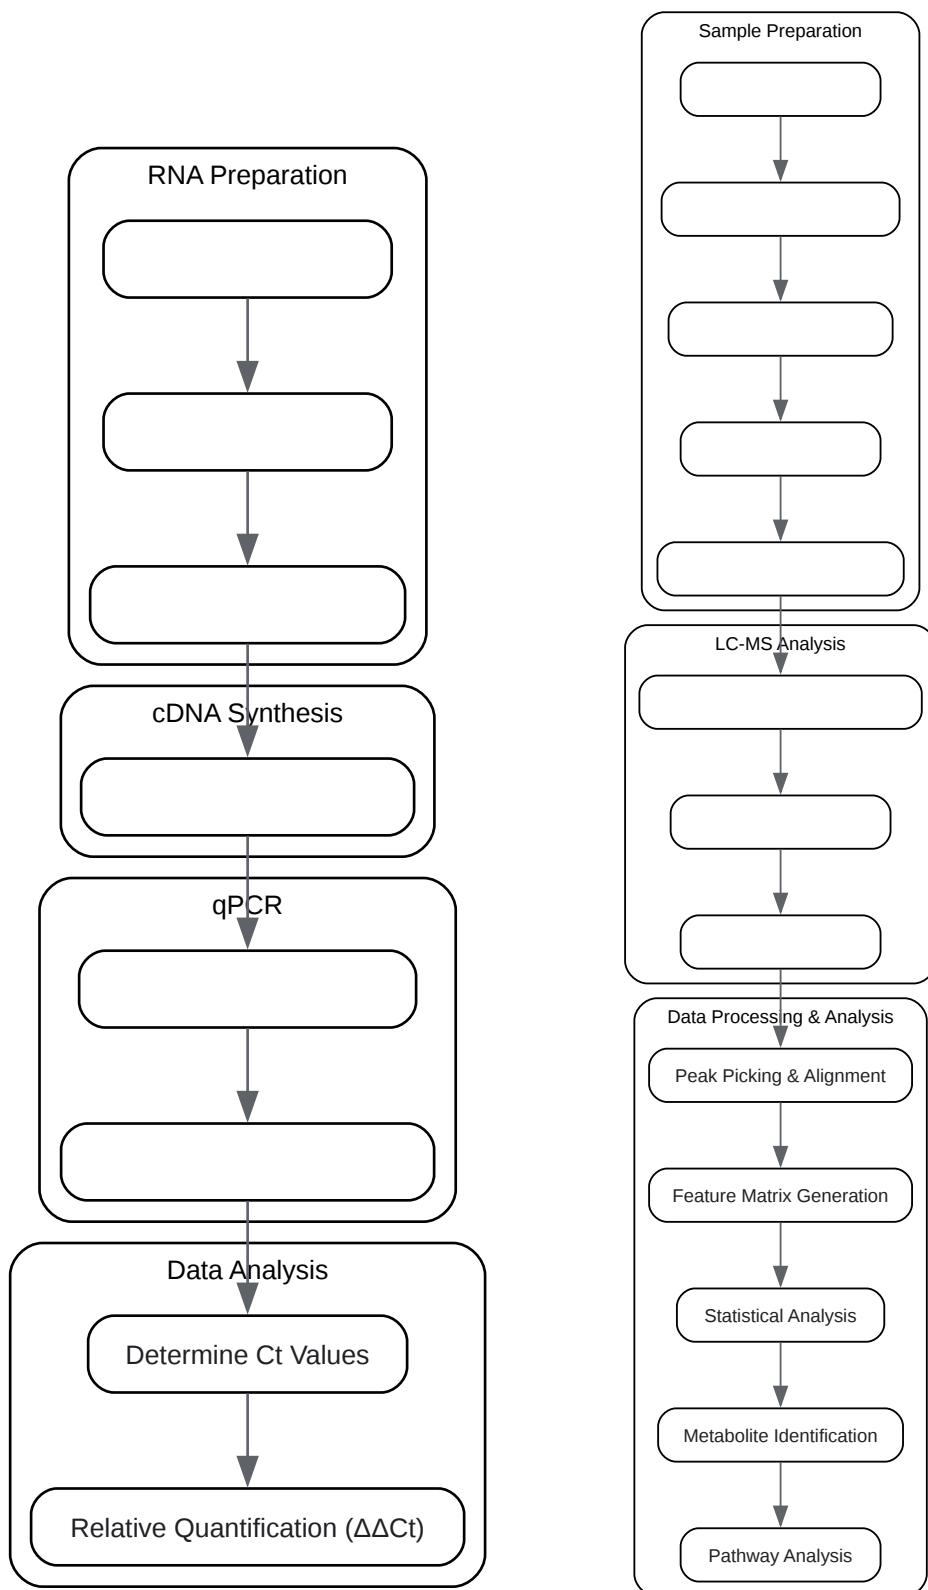 RNA Preparation
cDNA Synthesis
qPCR
Data Analysis
Determine Ct Values
Relative Quantification (ΔΔCt)
Sample Preparation
LC-MS Analysis
Data Processing & Analysis
Peak Picking & Alignment
Feature Matrix Generation
Statistical Analysis
Metabolite Identification
Pathway Analysis